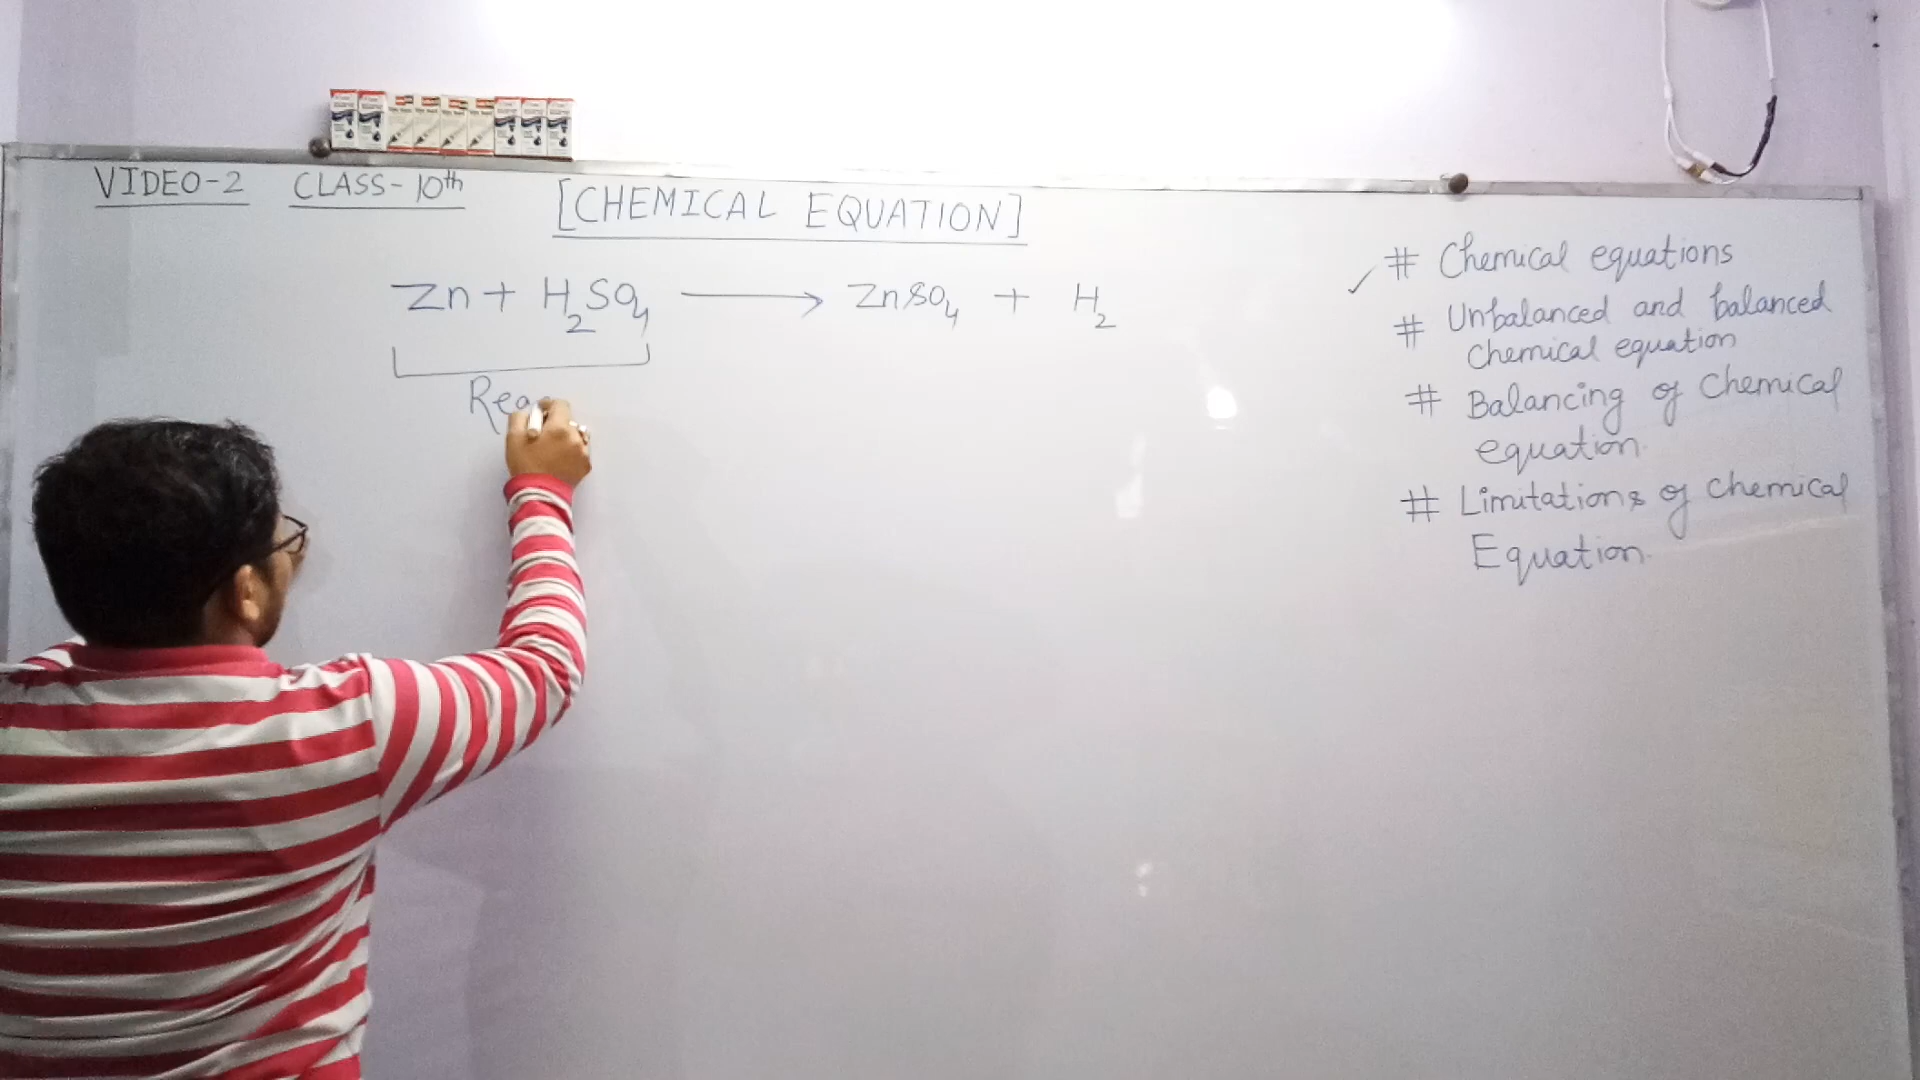 VIDEO-2 CLASS-10th [CHEMICAL EQUATION]
Zn + H₂SO₄ ⟶ ZnSO₄ + H₂
Rea
✓ # Chemical equations
# Unbalanced and balanced
chemical equation
# Balancing of chemical
equation.
# Limitations of chemical
Equation.